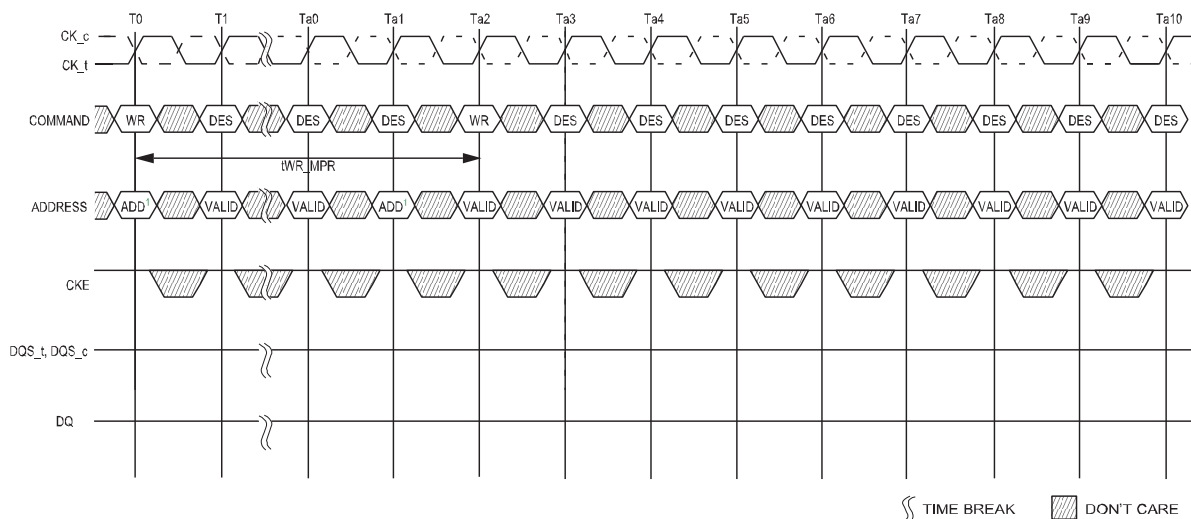 T0 T1 Ta0 Ta1 Ta2 Ta3 Ta4 Ta5 Ta6 Ta7 Ta8 Ta9 Ta10
CK_c
CK_t
COMMAND WR DES DES DES WR DES DES DES DES DES DES DES DES
tWR_MPR
ADDRESS ADD¹ VALID VALID ADD¹ VALID VALID VALID VALID VALID VALID VALID VALID VALID
CKE
DQS_t, DQS_c
DQ
TIME BREAK DON'T CARE